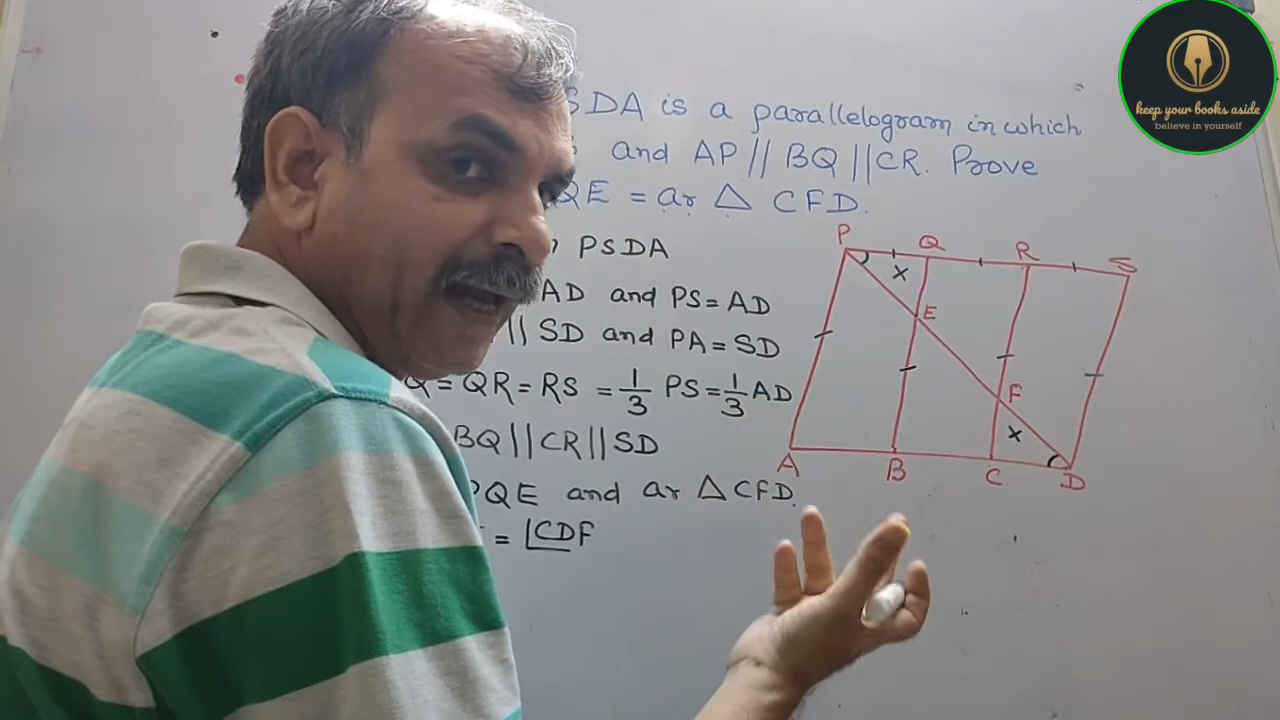 SDA is a parallelogram in which
and AP || BQ || CR. Prove
QE = ar △ CFD.
PSDA
AD and PS = AD
|| SD and PA = SD
Q = QR = RS = 1/3 PS = 1/3 AD
BQ || CR || SD
PQE and ar △ CFD.
= ∠CDF
P Q R S
x
E
F
x
A B C D
keep your books aside
believe in yourself